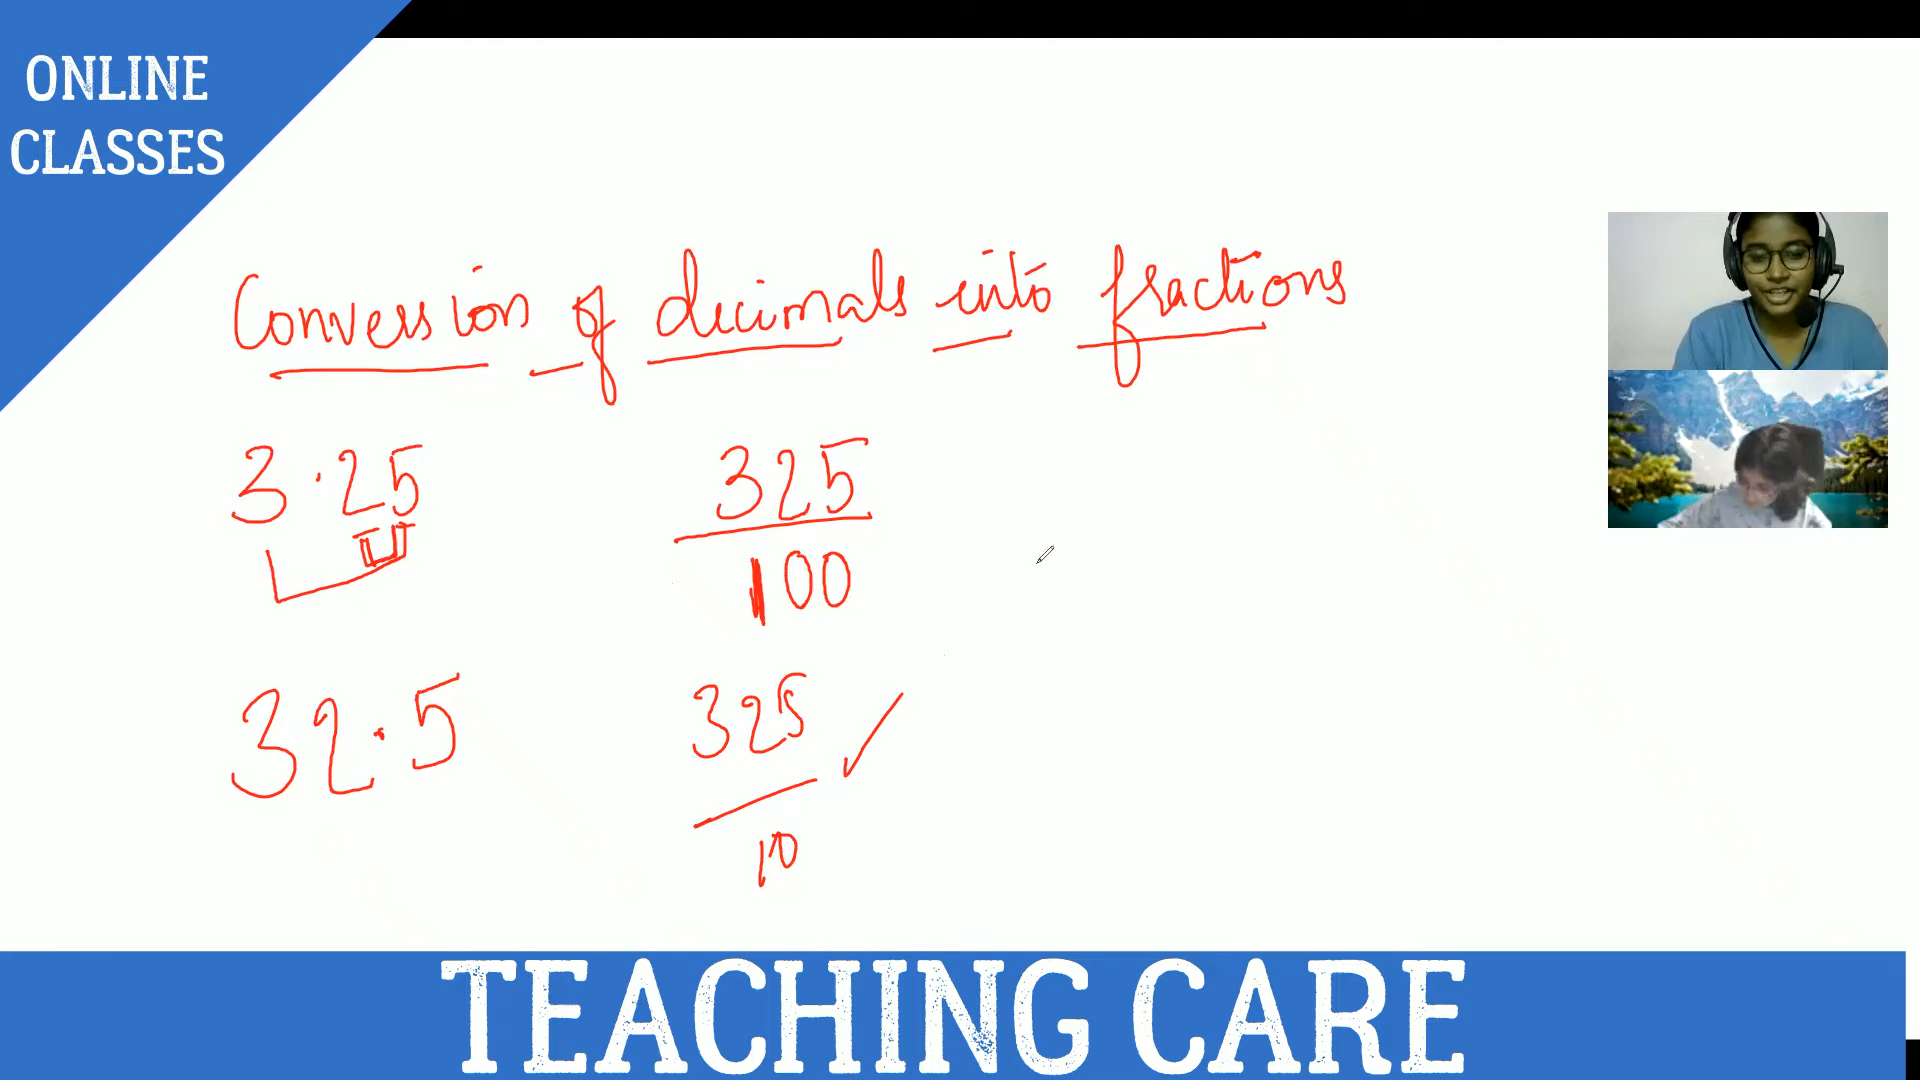 ONLINE
CLASSES
Conversion of decimals into fractions
3.25
325
100
32.5
325
10
TEACHING CARE